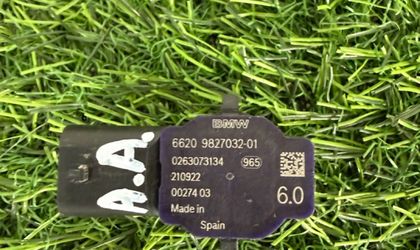 A.A.
BMW
6620 9827032-01
0263073134 965
210922
00274 03 6.0
Made in
Spain